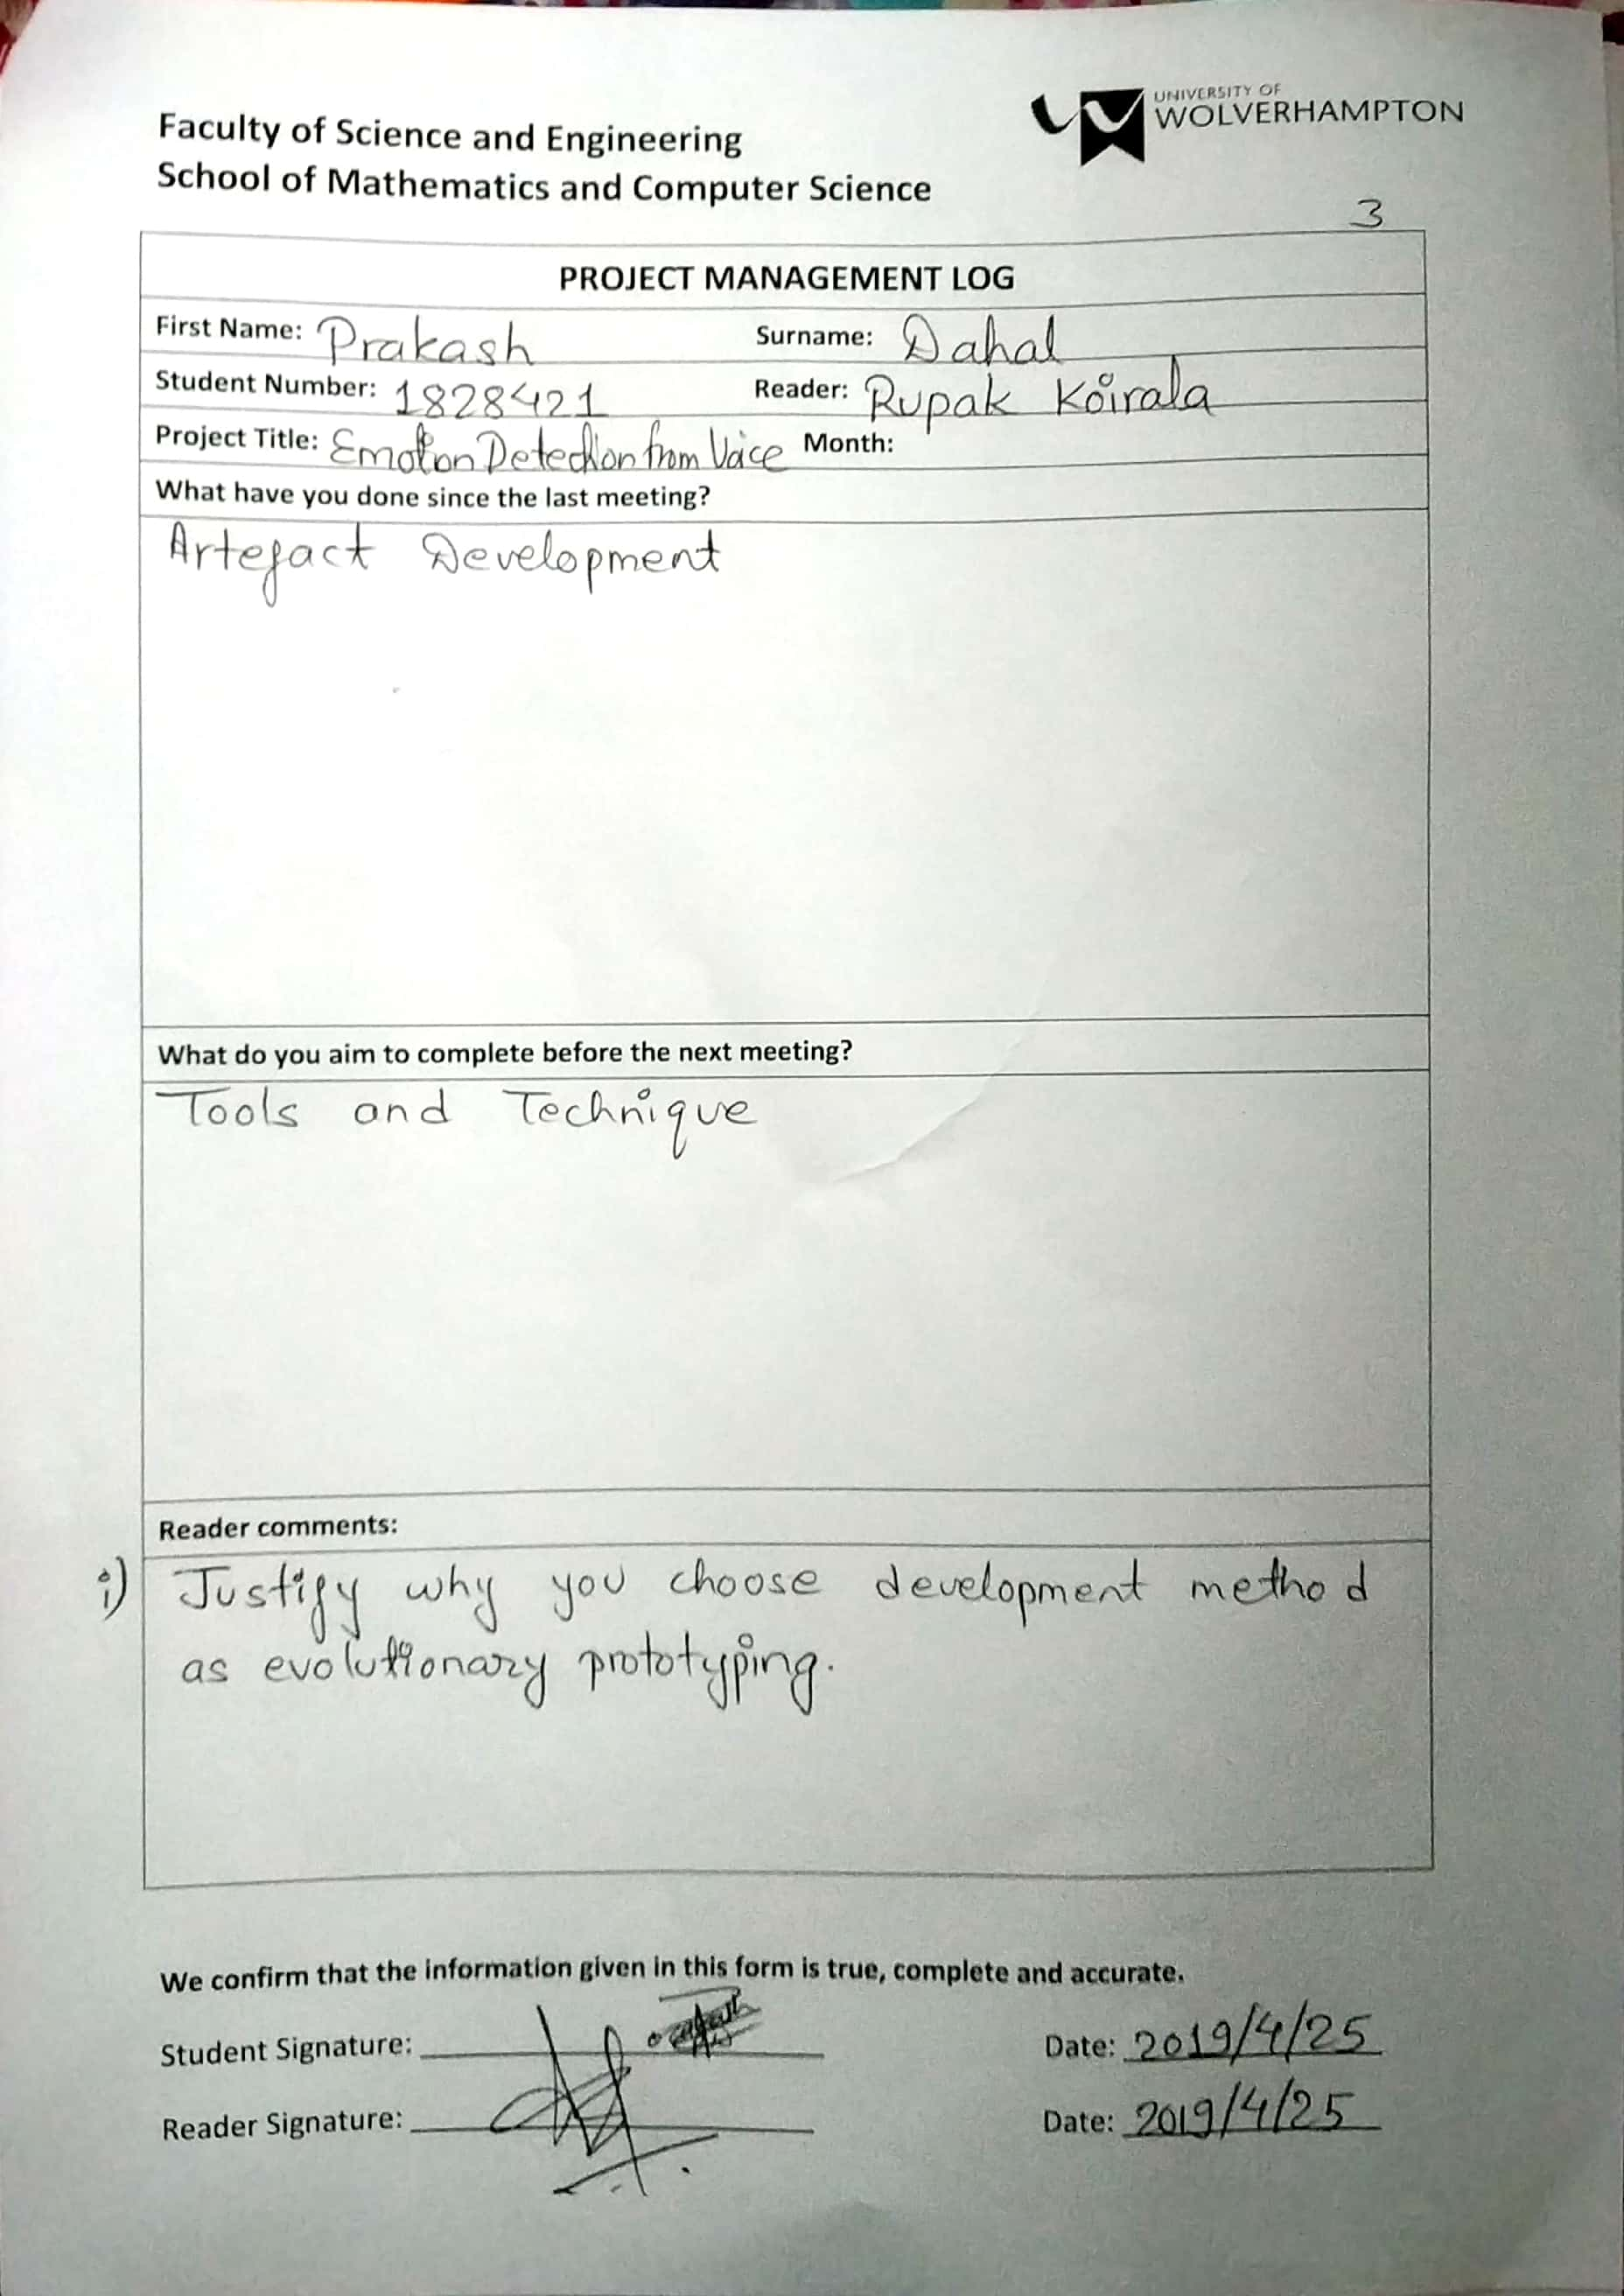 UNIVERSITY OF
WOLVERHAMPTON
Faculty of Science and Engineering
School of Mathematics and Computer Science
3
PROJECT MANAGEMENT LOG
First Name: Prakash Surname: Dahal
Student Number: 1828421 Reader: Rupak Koirala
Project Title: Emotion Detection from Voice Month:
What have you done since the last meeting?
Artefact Development
What do you aim to complete before the next meeting?
Tools and Technique
Reader comments:
i) Justify why you choose development method
as evolutionary prototyping.
We confirm that the information given in this form is true, complete and accurate.
Student Signature: Date: 2019/4/25
Reader Signature: Date: 2019/4/25